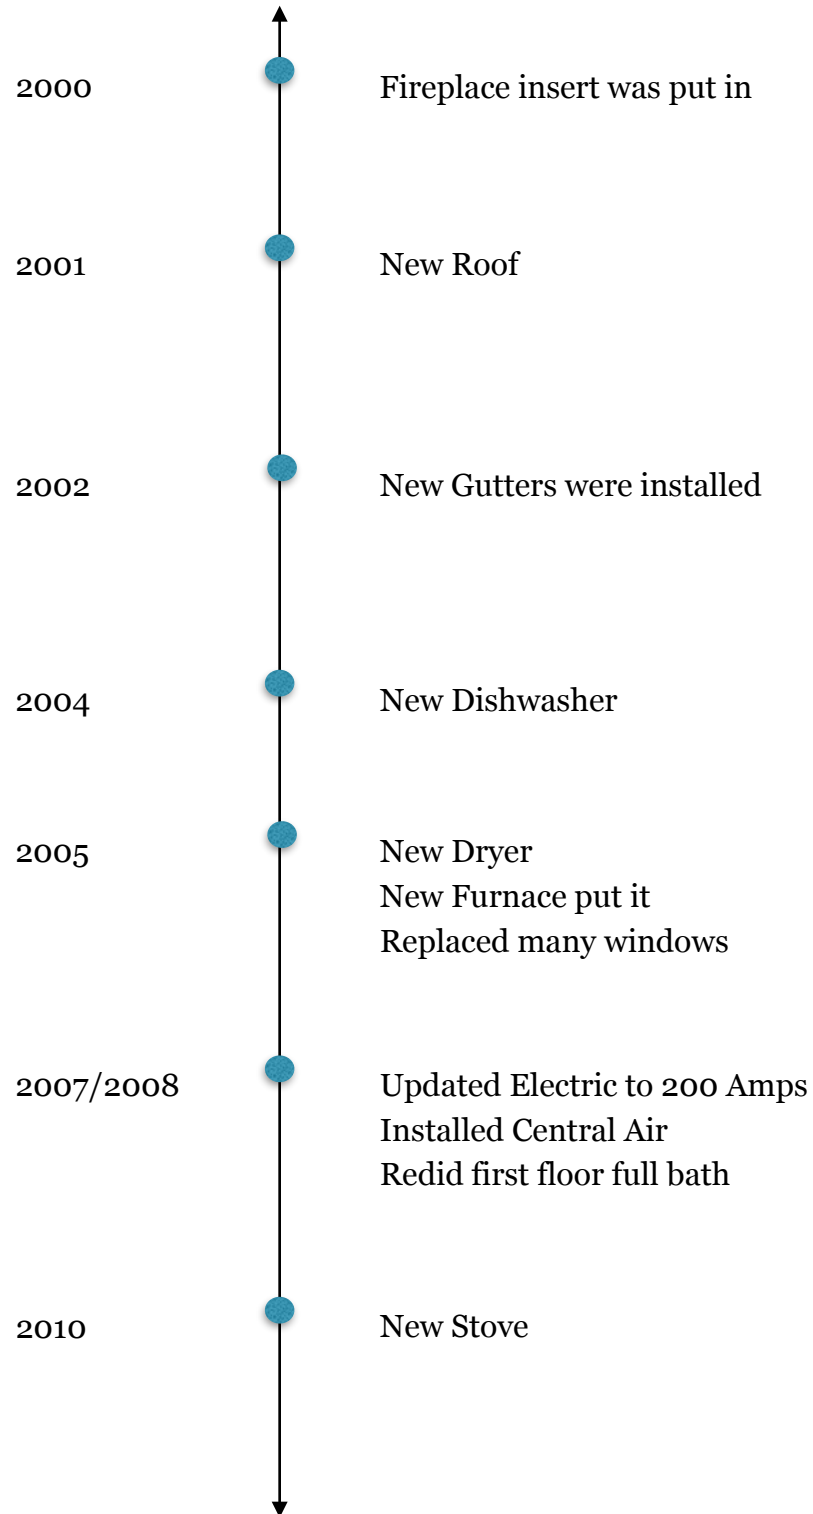 2000 Fireplace insert was put in
2001 New Roof
2002 New Gutters were installed
2004 New Dishwasher
2005 New Dryer
New Furnace put it
Replaced many windows
2007/2008 Updated Electric to 200 Amps
Installed Central Air
Redid first floor full bath
2010 New Stove